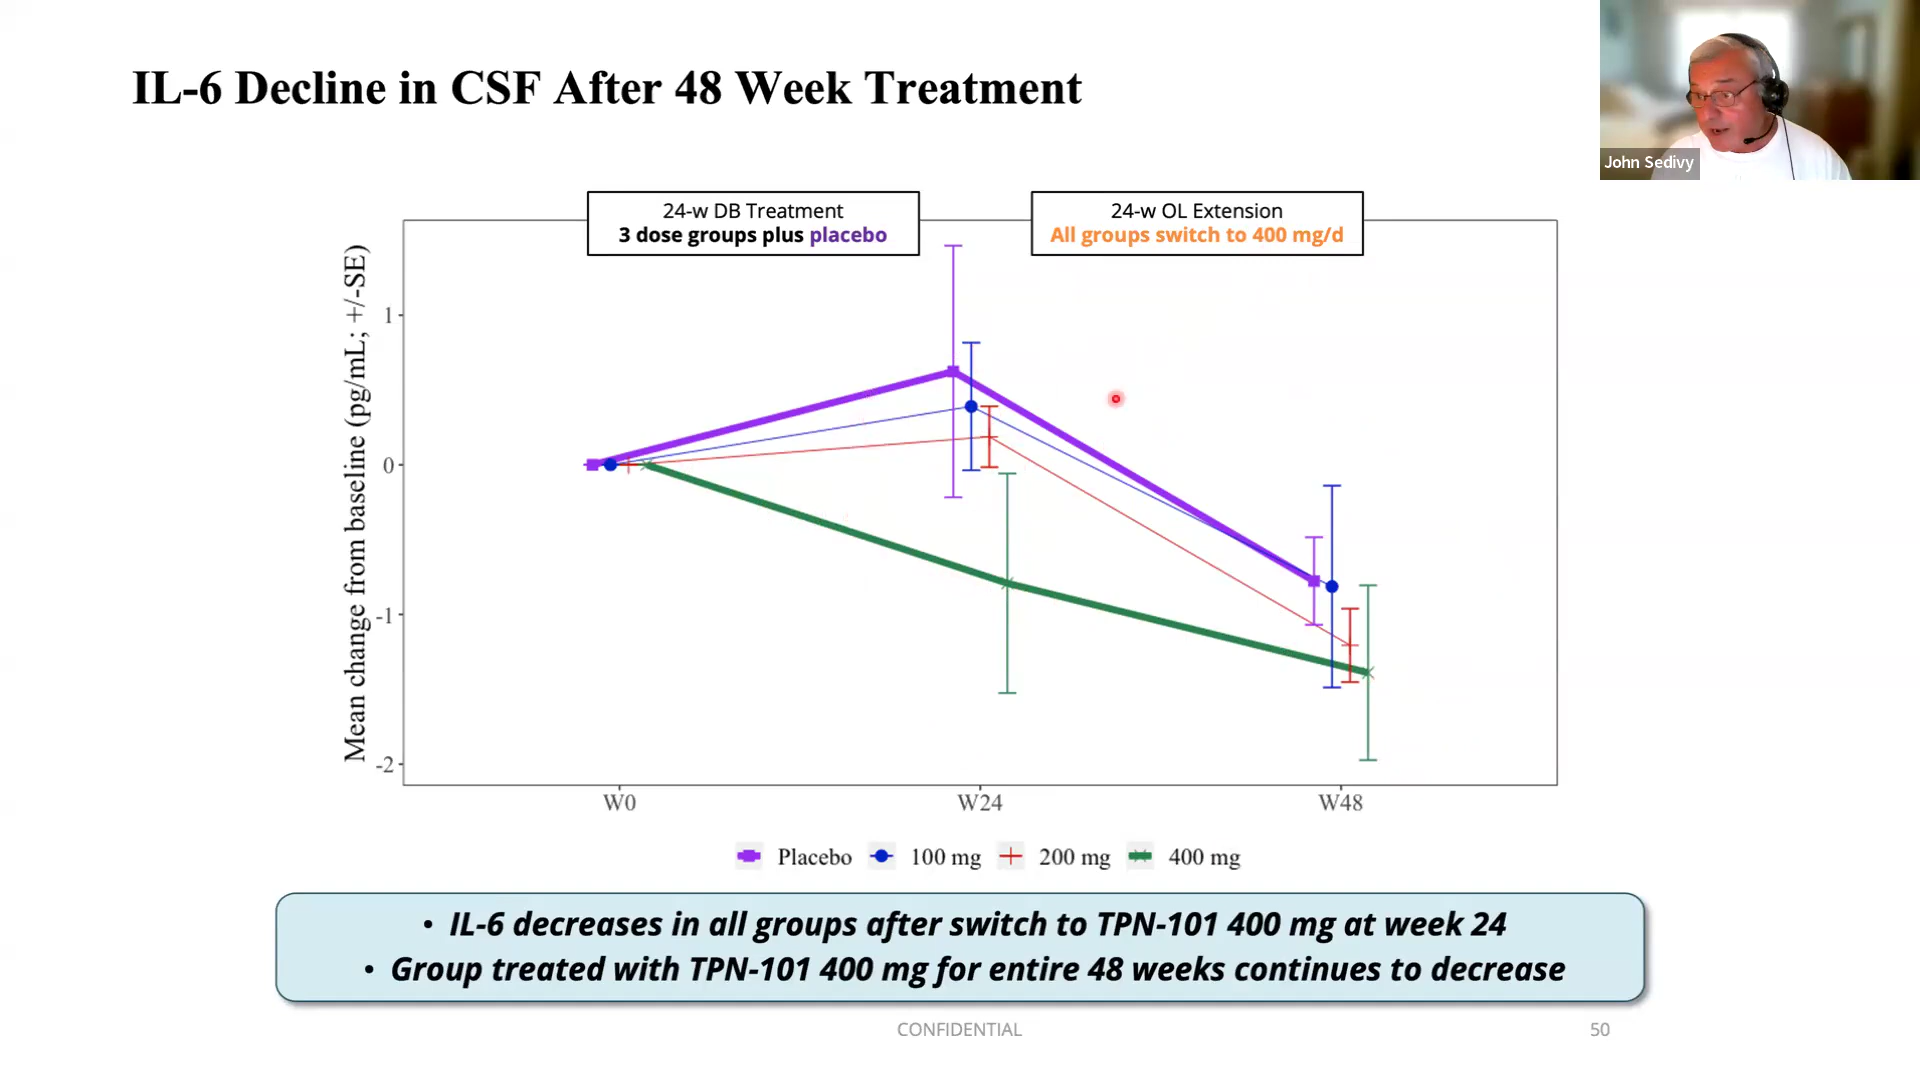 IL-6 Decline in CSF After 48 Week Treatment
John Sedivy
24-w DB Treatment
3 dose groups plus placebo
24-w OL Extension
All groups switch to 400 mg/d
Mean change from baseline (pg/mL; +/-SE)
1
0
-1
-2
W0
W24
W48
Placebo
100 mg
200 mg
400 mg
• IL-6 decreases in all groups after switch to TPN-101 400 mg at week 24
• Group treated with TPN-101 400 mg for entire 48 weeks continues to decrease
CONFIDENTIAL
50